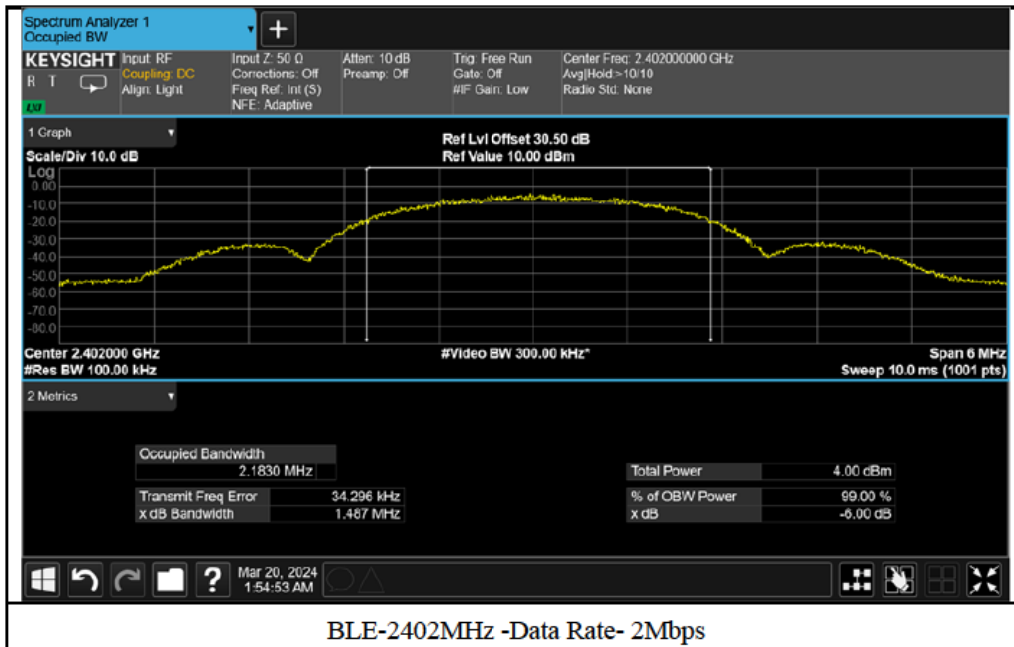 Spectrum Analyzer 1
Occupied BW
+
KEYSIGHT Input: RF Input Z: 50 Ω Atten: 10 dB Trig: Free Run Center Freq: 2.402000000 GHz
R T Coupling: DC Corrections: Off Preamp: Off Gate: Off Avg|Hold:>10/10
Align: Light Freq Ref: Int (S) #IF Gain: Low Radio Std: None
NFE: Adaptive
1 Graph
Ref Lvl Offset 30.50 dB
Scale/Div 10.0 dB Ref Value 10.00 dBm
Log
0.00
-10.0
-20.0
-30.0
-40.0
-50.0
-60.0
-70.0
-80.0
Center 2.402000 GHz #Video BW 300.00 kHz* Span 6 MHz
#Res BW 100.00 kHz Sweep 10.0 ms (1001 pts)
2 Metrics
Occupied Bandwidth
2.1830 MHz Total Power 4.00 dBm
Transmit Freq Error 34.296 kHz % of OBW Power 99.00 %
x dB Bandwidth 1.487 MHz x dB -6.00 dB
? Mar 20, 2024
1:54:53 AM
BLE-2402MHz -Data Rate- 2Mbps